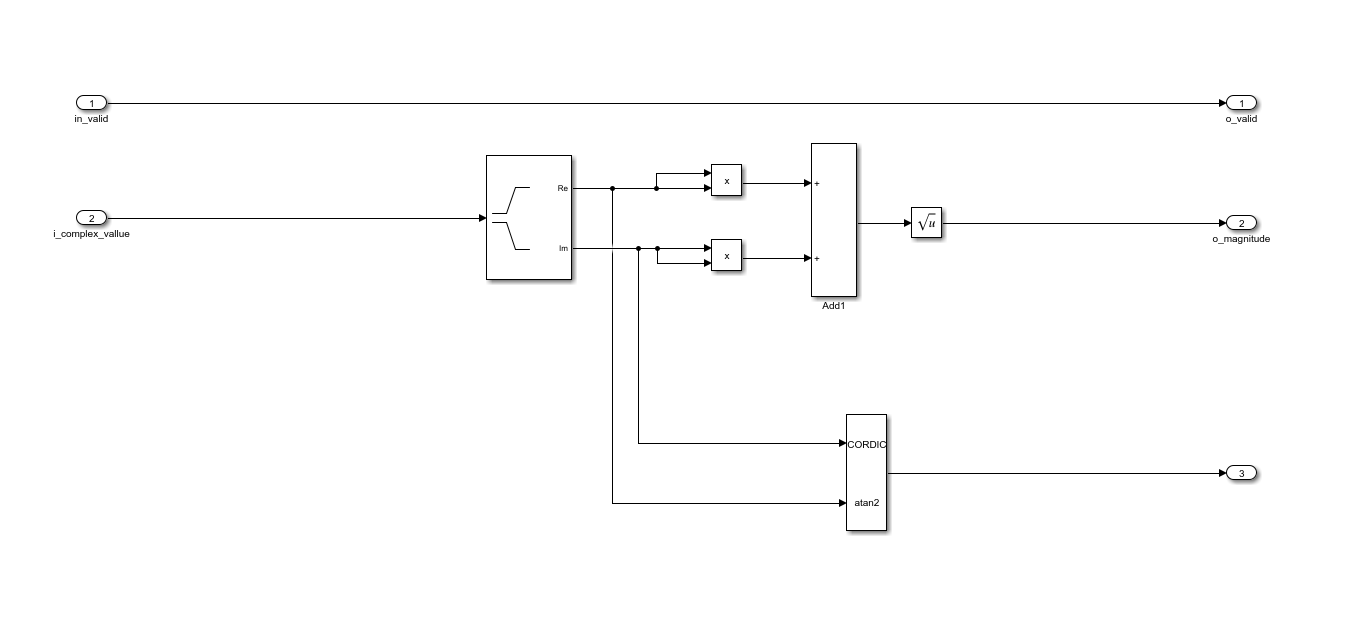 1
in_valid
1
o_valid
2
i_complex_vallue
Re
Im
x
x
+
+
Add1
√u
2
o_magnitude
CORDIC
atan2
3